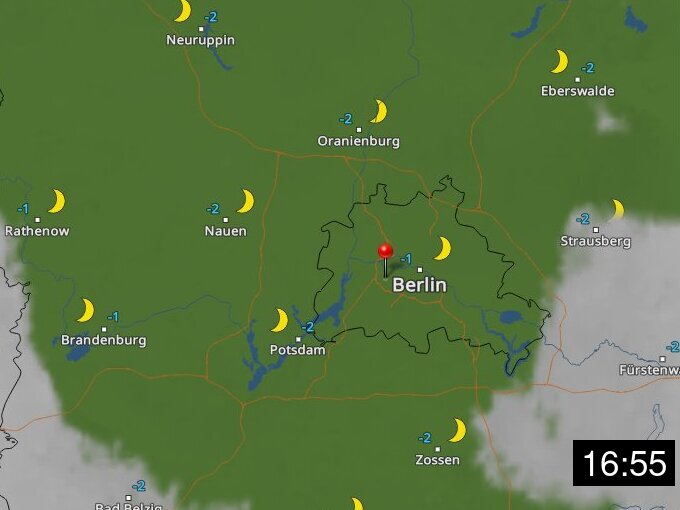 -2
Neuruppin
-2
Eberswalde
-2
Oranienburg
-1
Rathenow
-2
Nauen
-2
Strausberg
-1
Berlin
-1
Brandenburg
-2
Potsdam
-2
Fürstenwa
-2
Zossen
16:55
-2
Bad Belzig